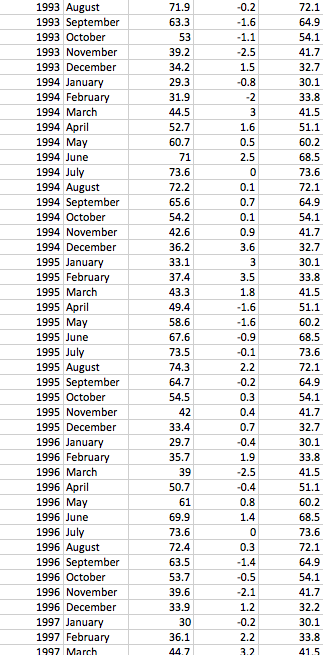 1993 August 71.9 -0.2 72.1
1993 September 63.3 -1.6 64.9
1993 October 53 -1.1 54.1
1993 November 39.2 -2.5 41.7
1993 December 34.2 1.5 32.7
1994 January 29.3 -0.8 30.1
1994 February 31.9 -2 33.8
1994 March 44.5 3 41.5
1994 April 52.7 1.6 51.1
1994 May 60.7 0.5 60.2
1994 June 71 2.5 68.5
1994 July 73.6 0 73.6
1994 August 72.2 0.1 72.1
1994 September 65.6 0.7 64.9
1994 October 54.2 0.1 54.1
1994 November 42.6 0.9 41.7
1994 December 36.2 3.6 32.7
1995 January 33.1 3 30.1
1995 February 37.4 3.5 33.8
1995 March 43.3 1.8 41.5
1995 April 49.4 -1.6 51.1
1995 May 58.6 -1.6 60.2
1995 June 67.6 -0.9 68.5
1995 July 73.5 -0.1 73.6
1995 August 74.3 2.2 72.1
1995 September 64.7 -0.2 64.9
1995 October 54.5 0.3 54.1
1995 November 42 0.4 41.7
1995 December 33.4 0.7 32.7
1996 January 29.7 -0.4 30.1
1996 February 35.7 1.9 33.8
1996 March 39 -2.5 41.5
1996 April 50.7 -0.4 51.1
1996 May 61 0.8 60.2
1996 June 69.9 1.4 68.5
1996 July 73.6 0 73.6
1996 August 72.4 0.3 72.1
1996 September 63.5 -1.4 64.9
1996 October 53.7 -0.5 54.1
1996 November 39.6 -2.1 41.7
1996 December 33.9 1.2 32.2
1997 January 30 -0.2 30.1
1997 February 36.1 2.2 33.8
1997 March 44.7 3.2 41.5